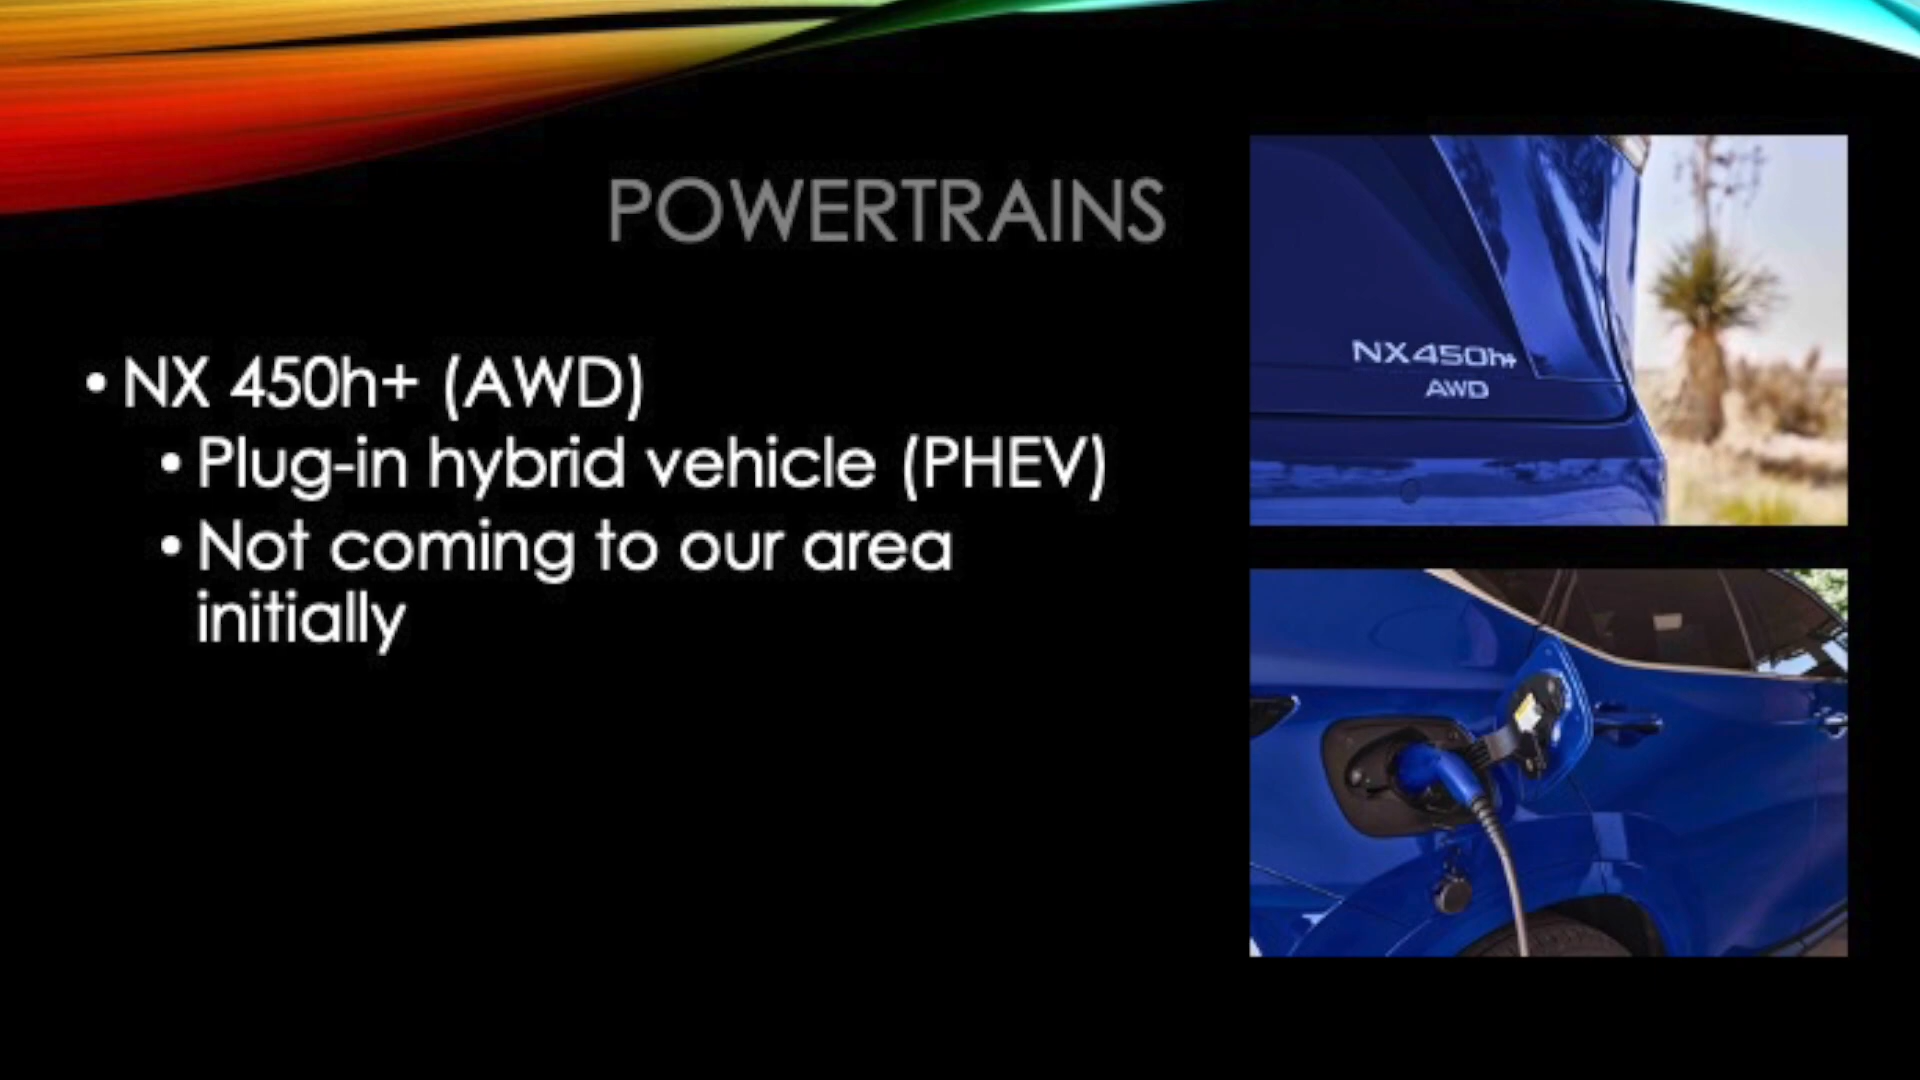 POWERTRAINS
• NX 450h+ (AWD)
• Plug-in hybrid vehicle (PHEV)
• Not coming to our area
initially
NX450h+
AWD